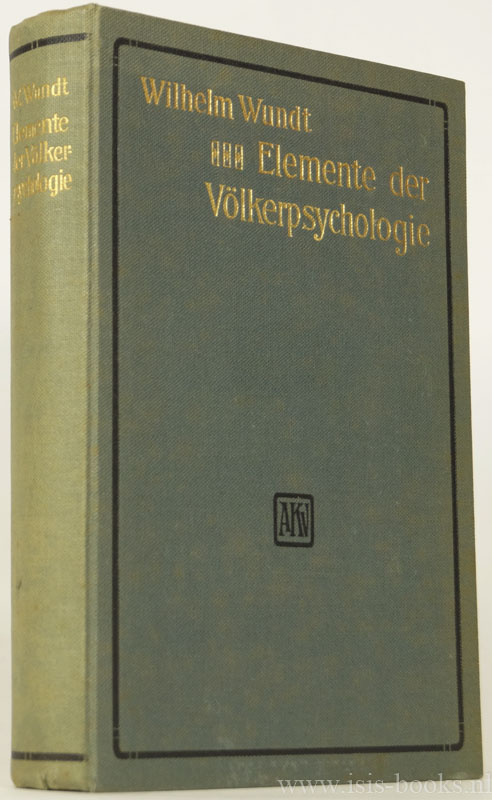 W. Wundt
Elemente
der Völker
psychologie
Wilhelm Wundt
Elemente der
Völkerpsychologie
AKV
www.isis-books.nl